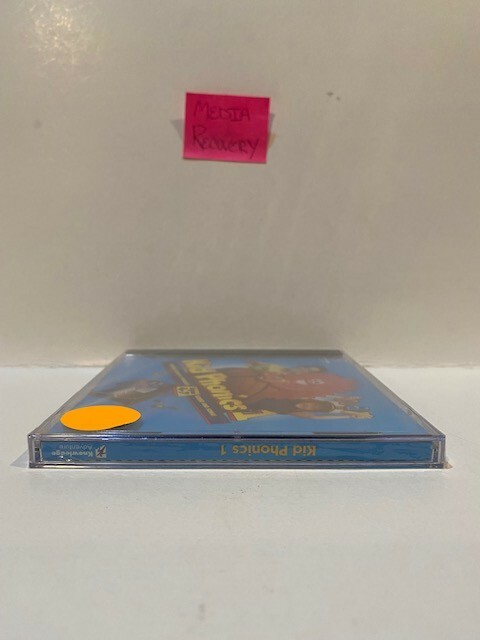 MEDIA
Recovery
Kid Phonics 1
Kid Phonics 1
Knowledge
Adventure